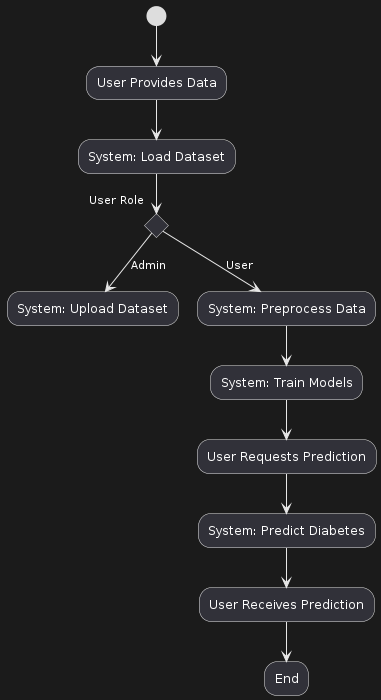 User Provides Data
System: Load Dataset
User Role
Admin
User
System: Upload Dataset
System: Preprocess Data
System: Train Models
User Requests Prediction
System: Predict Diabetes
User Receives Prediction
End